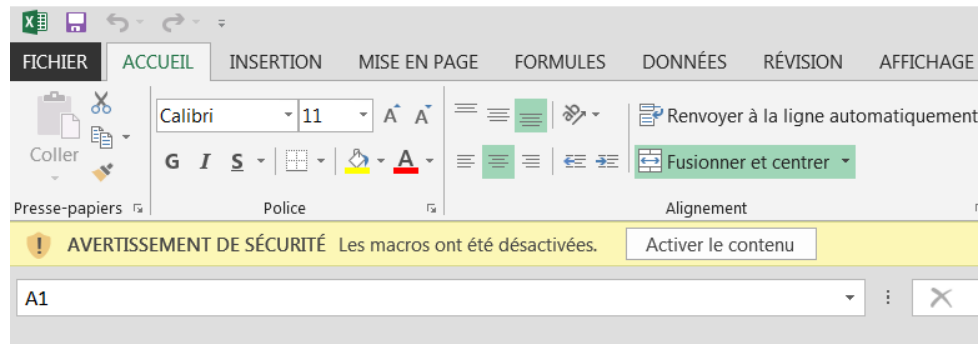 FICHIER ACCUEIL INSERTION MISE EN PAGE FORMULES DONNÉES RÉVISION AFFICHAGE
Calibri 11 A A Renvoyer à la ligne automatiquement
Coller G I S A Fusionner et centrer
Presse-papiers Police Alignement
AVERTISSEMENT DE SÉCURITÉ Les macros ont été désactivées. Activer le contenu
A1